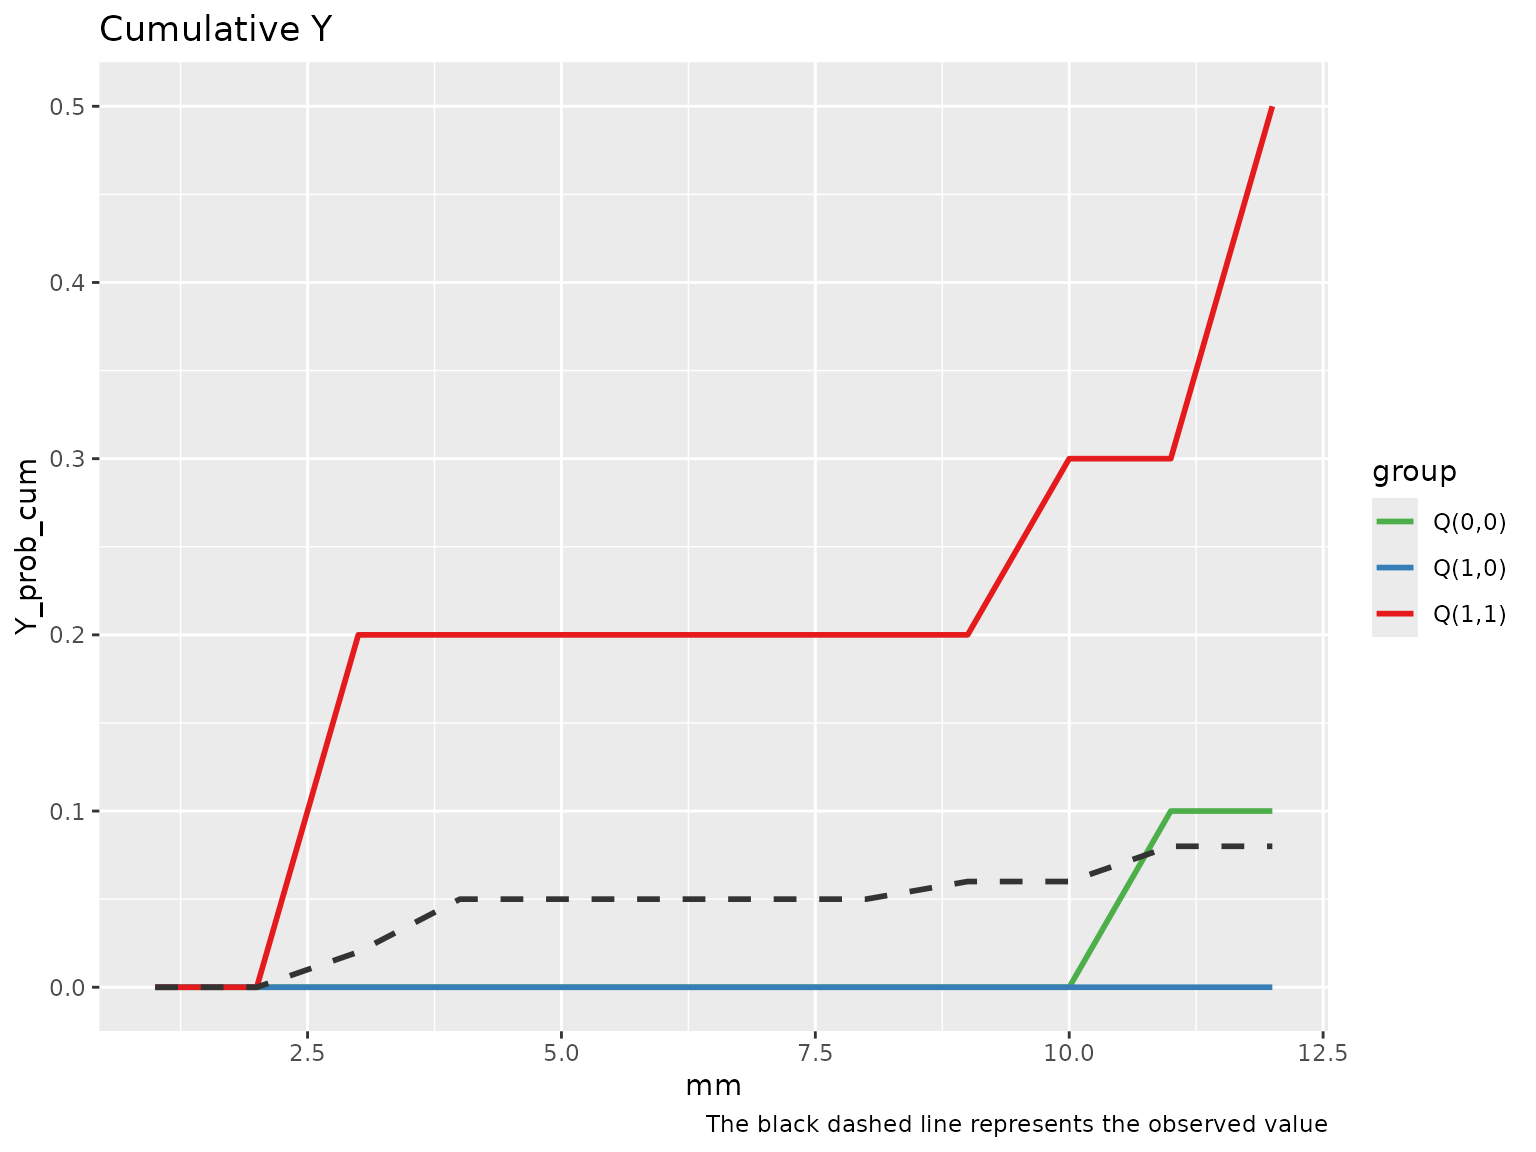 Cumulative Y
Y_prob_cum
0.5
0.4
0.3
0.2
0.1
0.0
2.5 5.0 7.5 10.0 12.5
mm
The black dashed line represents the observed value
group
Q(0,0)
Q(1,0)
Q(1,1)